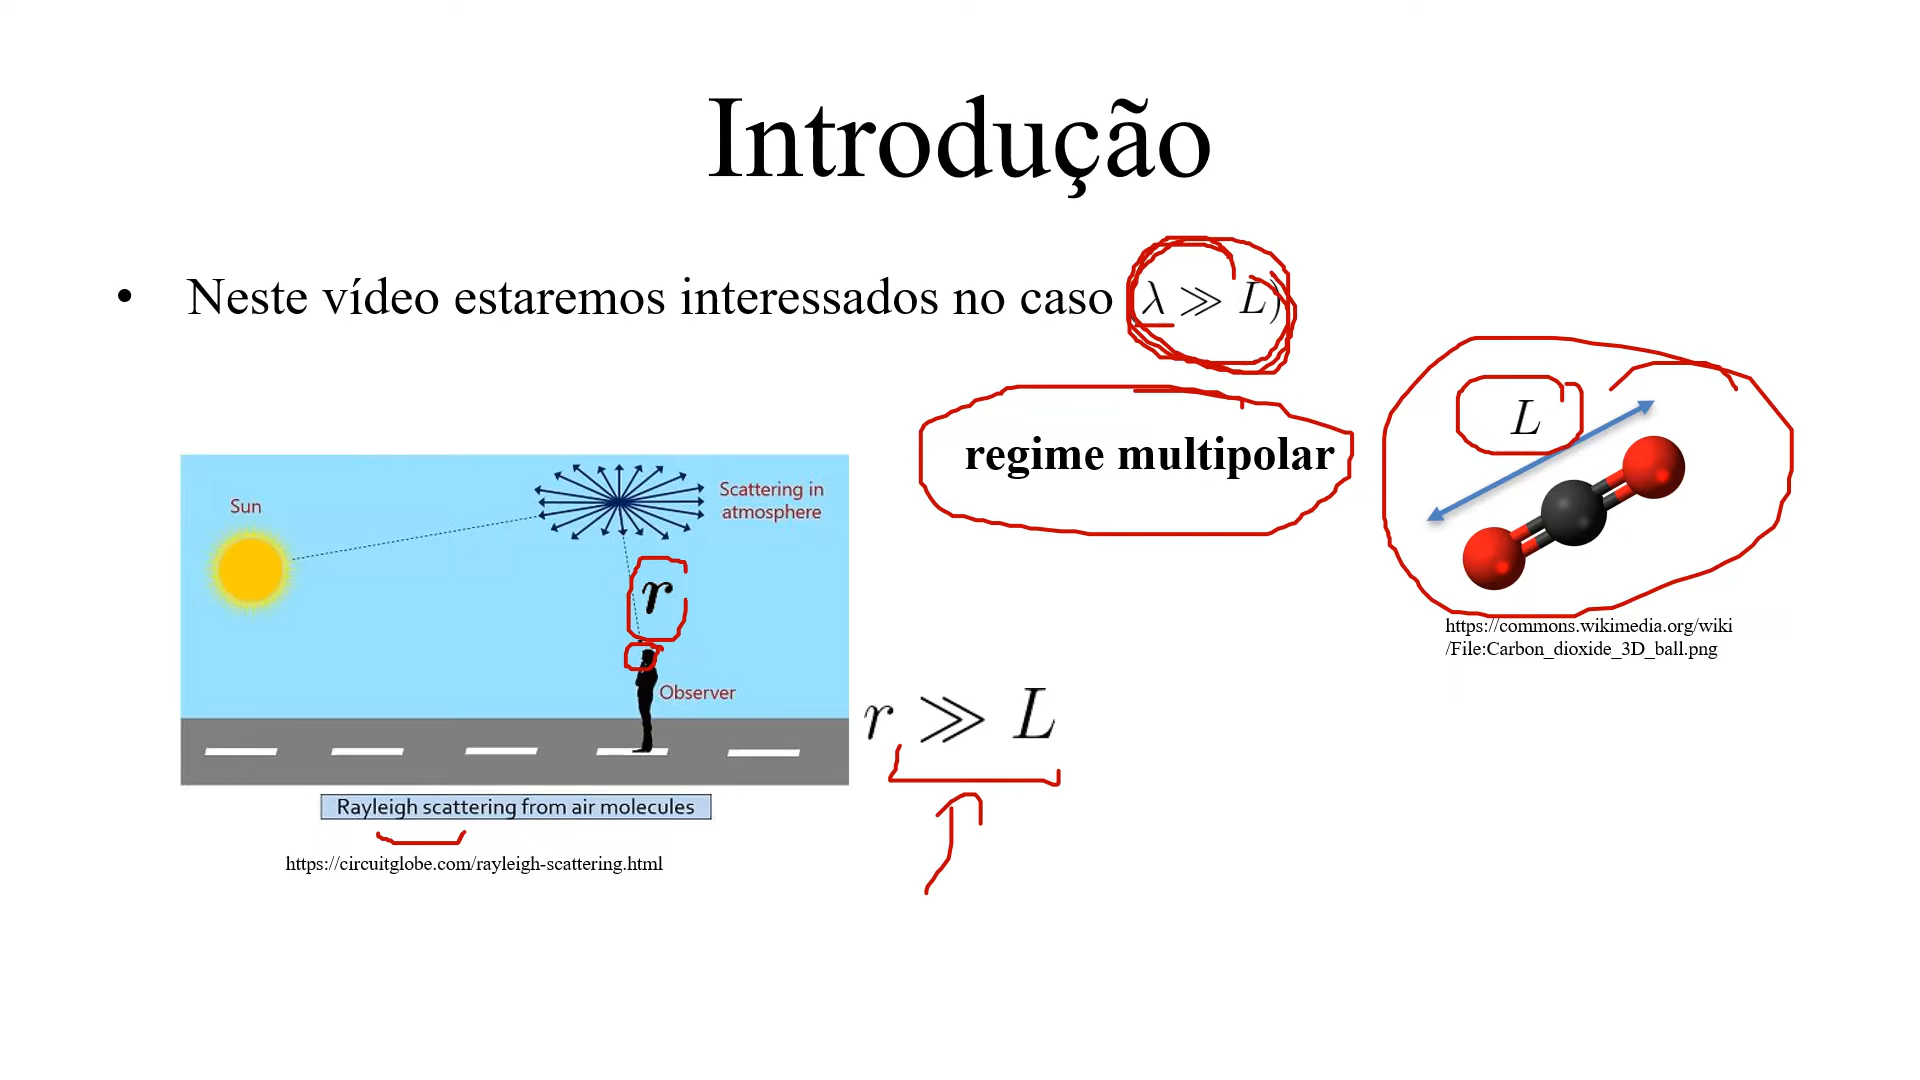 Introdução
• Neste vídeo estaremos interessados no caso (λ ≫ L)
regime multipolar
L
Sun
Scattering in
atmosphere
r
Observer
r ≫ L
https://commons.wikimedia.org/wiki
/File:Carbon_dioxide_3D_ball.png
Rayleigh scattering from air molecules
https://circuitglobe.com/rayleigh-scattering.html